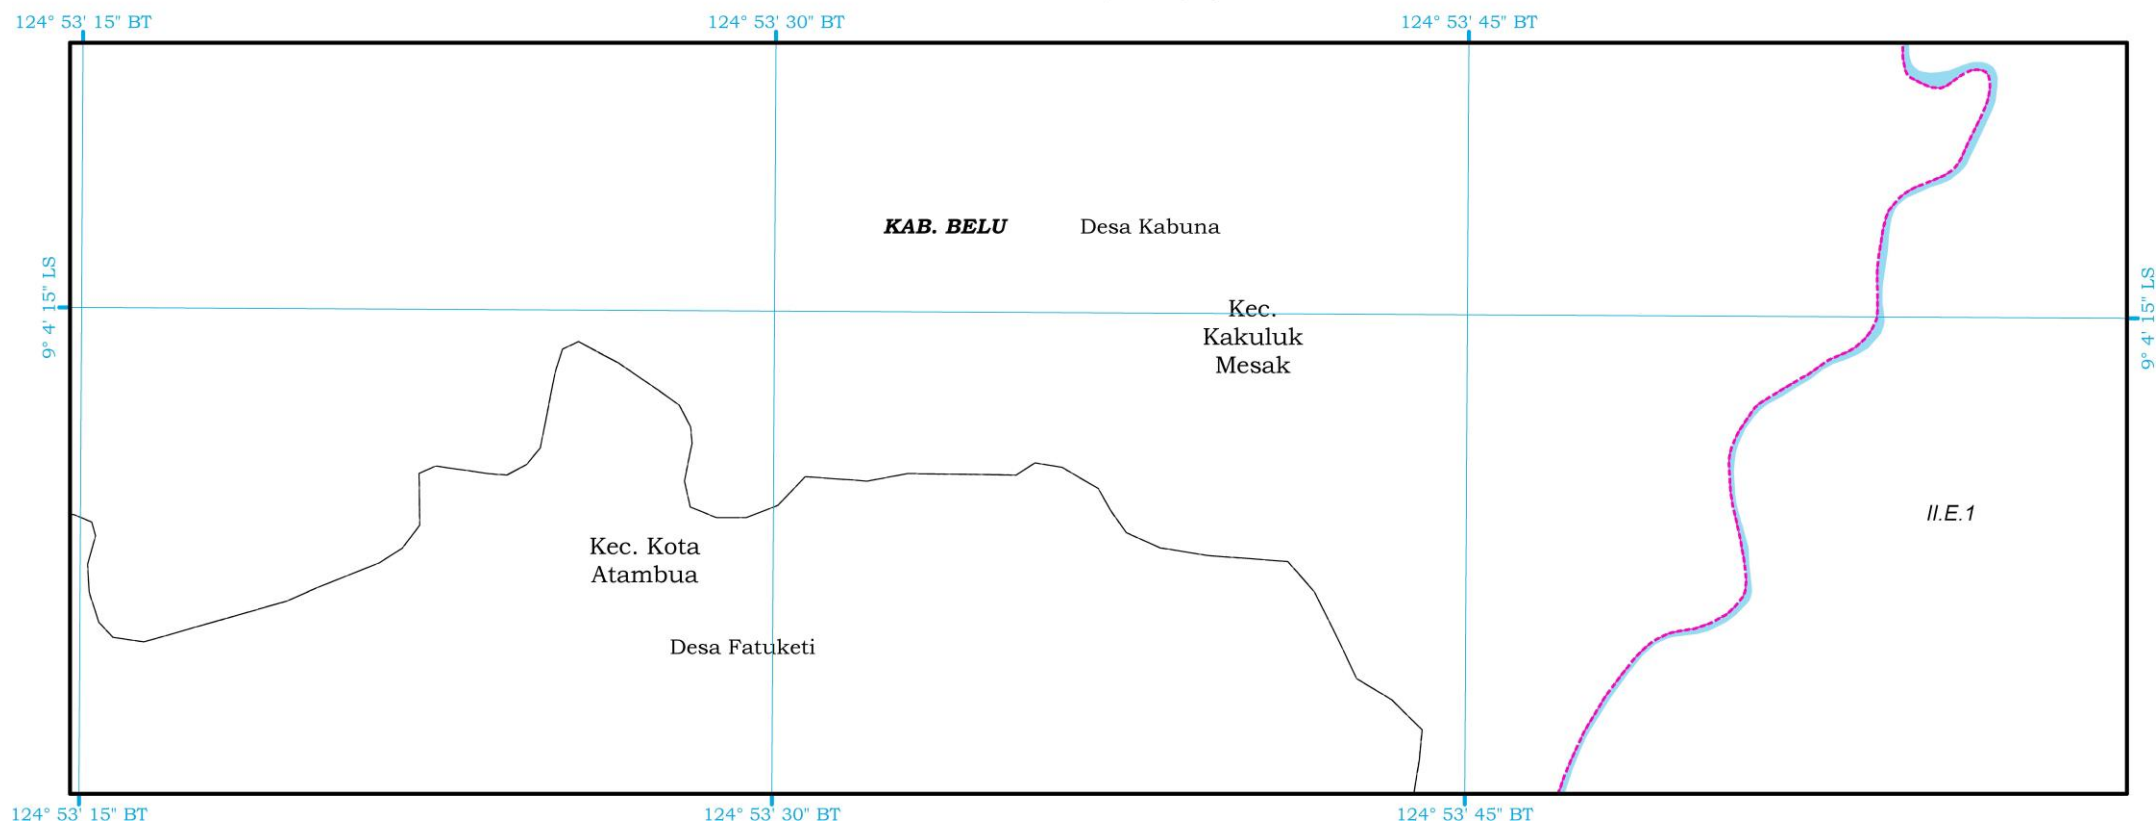 124° 53' 15" BT
124° 53' 30" BT
124° 53' 45" BT
KAB. BELU
Desa Kabuna
9° 4' 15" LS
9° 4' 15" LS
Kec.
Kakuluk
Mesak
II.E.1
Kec. Kota
Atambua
Desa Fatuketi
124° 53' 15" BT
124° 53' 30" BT
124° 53' 45" BT